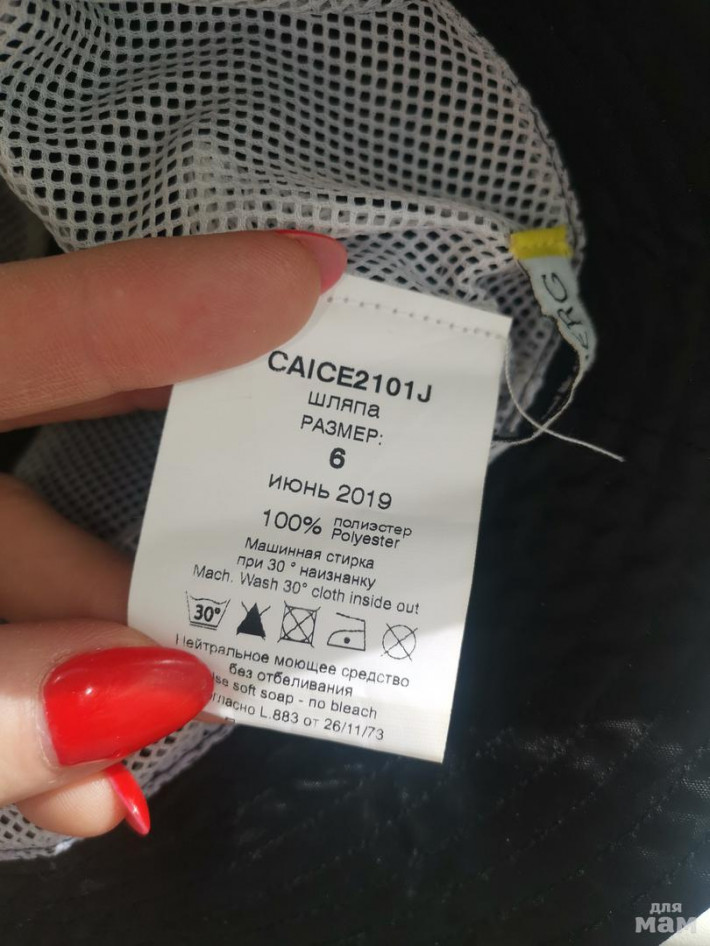 CAICE2101J
шляпа
РАЗМЕР:
6
ИЮНЬ 2019
100% полиэстер
Polyester
Машинная стирка
при 30° наизнанку
Mach. Wash 30° cloth inside out
30°
Нейтральное моющее средство
без отбеливания
soft soap - no bleach
L.883 от 26/11/73
ERG
для
мам